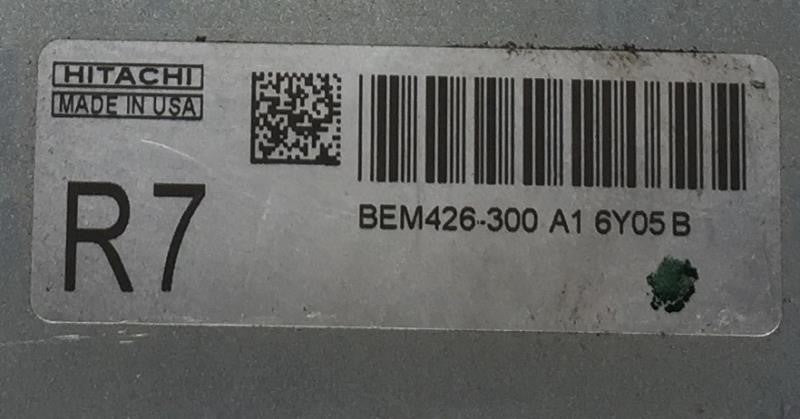 HITACHI
MADE IN USA
R7
BEM426-300 A1 6Y05 B